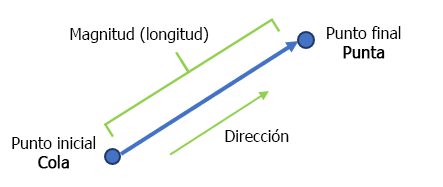 Magnitud (longitud)
Punto final
Punta
Punto inicial
Cola
Dirección